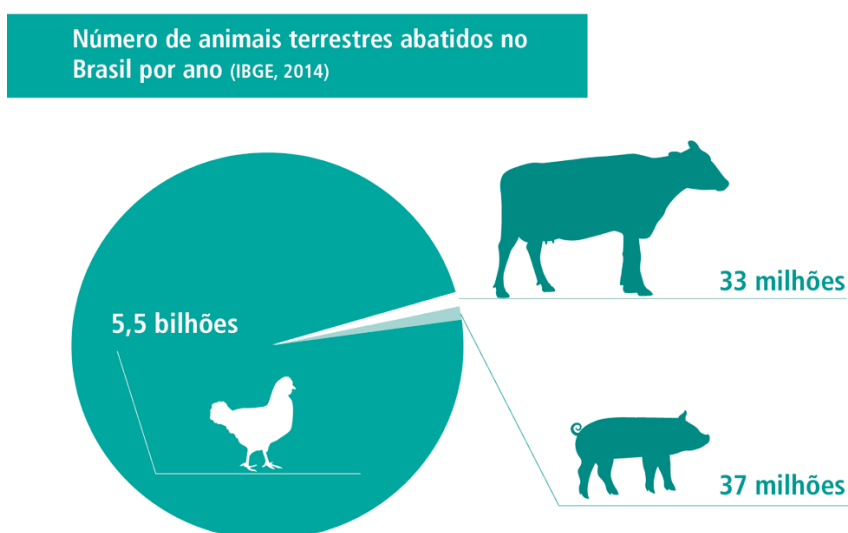 Número de animais terrestres abatidos no
Brasil por ano (IBGE, 2014)
33 milhões
5,5 bilhões
37 milhões